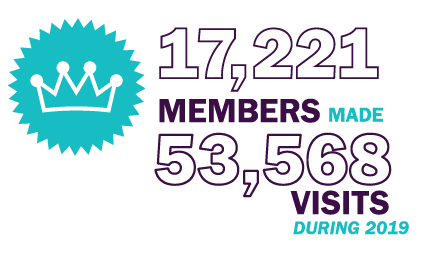 17,221
MEMBERS MADE
53,568
VISITS
DURING 2019